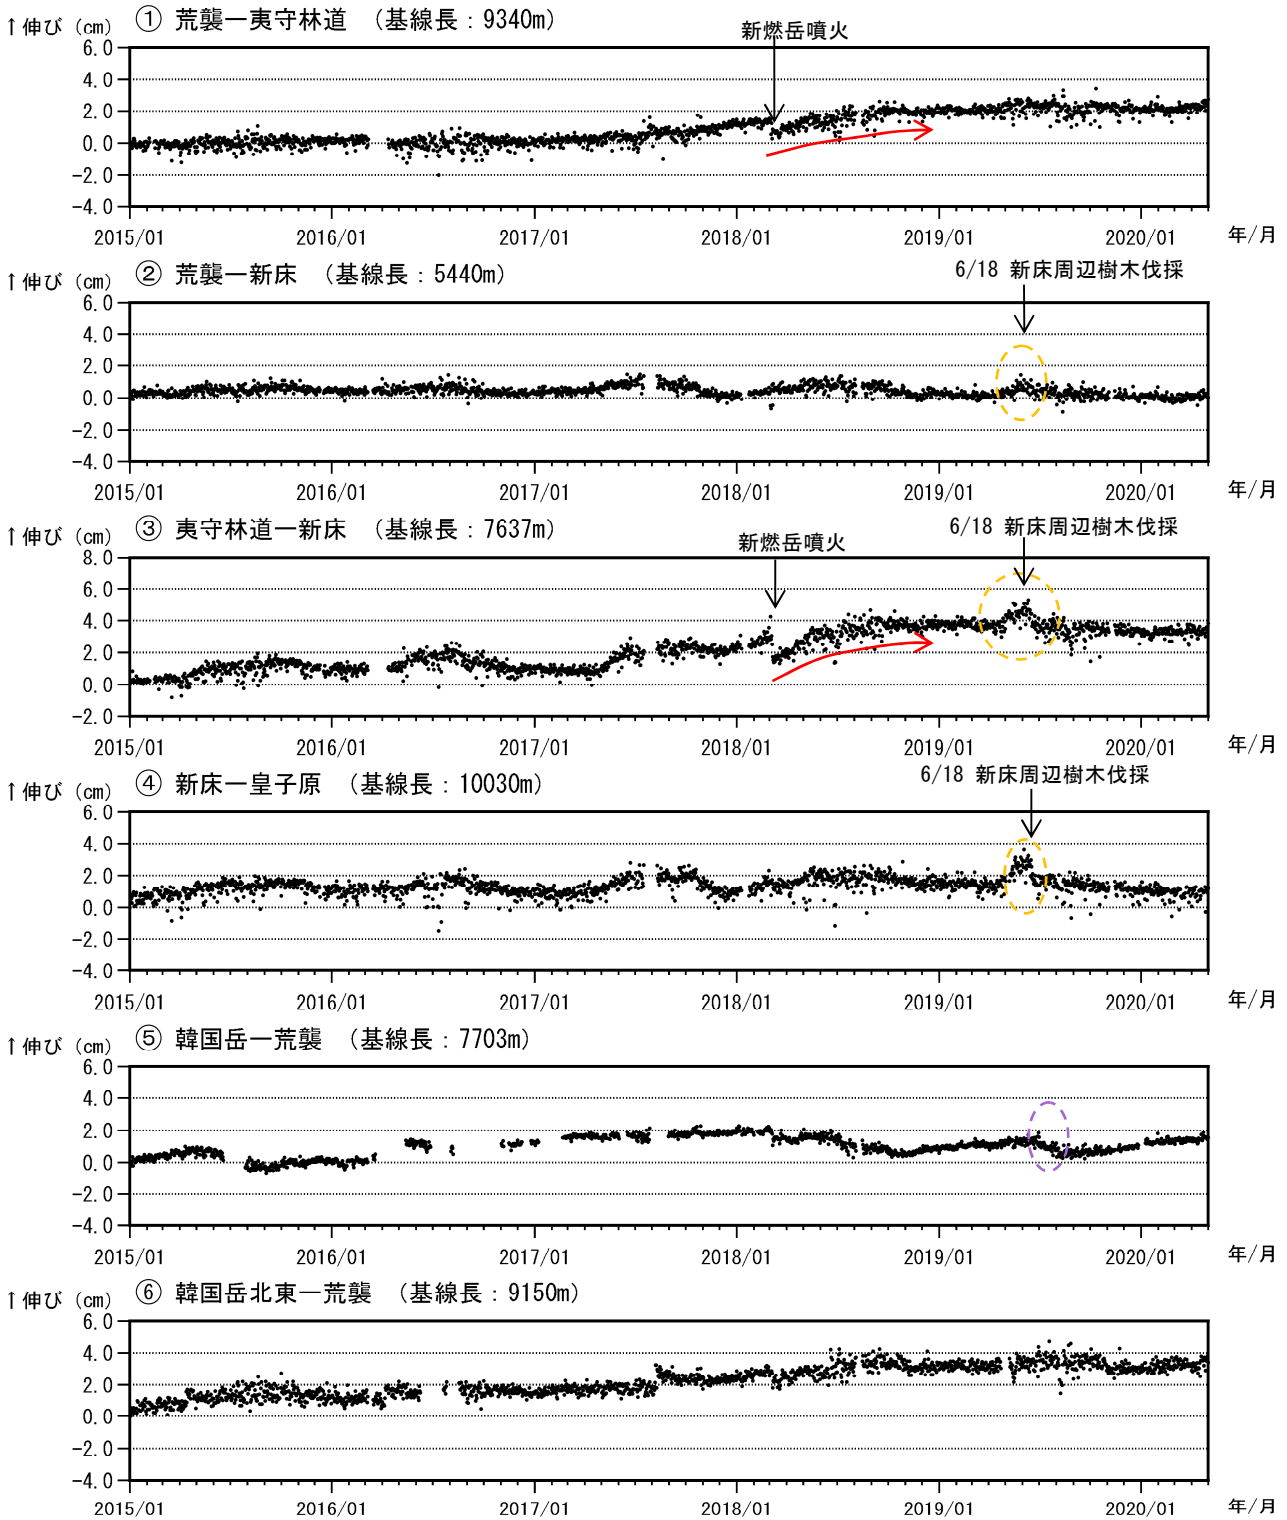 ↑伸び (cm) ① 荒襲ー夷守林道 （基線長：9340m）
新燃岳噴火
6.0
4.0
2.0
0.0
-2.0
-4.0
2015/01 2016/01 2017/01 2018/01 2019/01 2020/01 年/月
↑伸び (cm) ② 荒襲ー新床 （基線長：5440m）
6/18 新床周辺樹木伐採
6.0
4.0
2.0
0.0
-2.0
-4.0
2015/01 2016/01 2017/01 2018/01 2019/01 2020/01 年/月
↑伸び (cm) ③ 夷守林道ー新床 （基線長：7637m）
新燃岳噴火 6/18 新床周辺樹木伐採
8.0
6.0
4.0
2.0
0.0
-2.0
2015/01 2016/01 2017/01 2018/01 2019/01 2020/01 年/月
↑伸び (cm) ④ 新床ー皇子原 （基線長：10030m）
6/18 新床周辺樹木伐採
6.0
4.0
2.0
0.0
-2.0
-4.0
2015/01 2016/01 2017/01 2018/01 2019/01 2020/01 年/月
↑伸び (cm) ⑤ 韓国岳ー荒襲 （基線長：7703m）
6.0
4.0
2.0
0.0
-2.0
-4.0
2015/01 2016/01 2017/01 2018/01 2019/01 2020/01 年/月
↑伸び (cm) ⑥ 韓国岳北東―荒襲 （基線長：9150m）
6.0
4.0
2.0
0.0
-2.0
-4.0
2015/01 2016/01 2017/01 2018/01 2019/01 2020/01 年/月